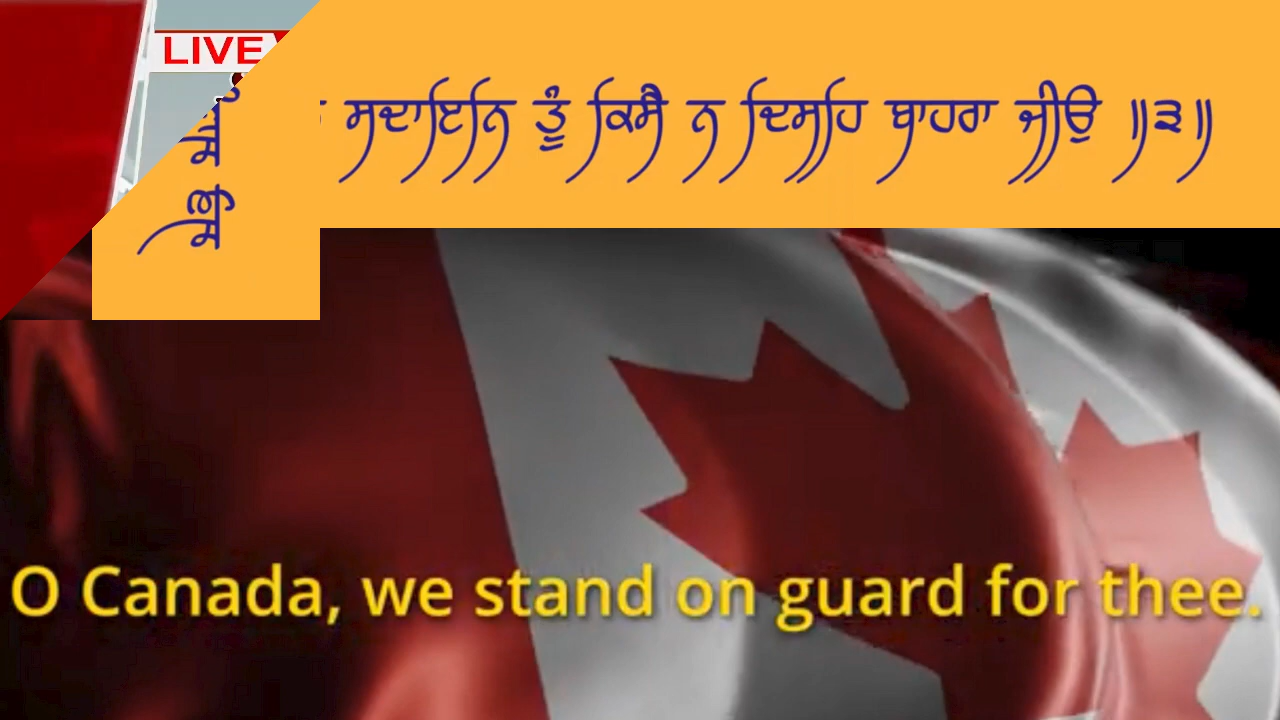 LIVE
ਸਦਾਇਨਿ ਤੂੰ ਕਿਸੈ ਨ ਦਿਸਹਿ ਬਾਹਰਾ ਜੀਉ ॥੩॥
O Canada, we stand on guard for thee.